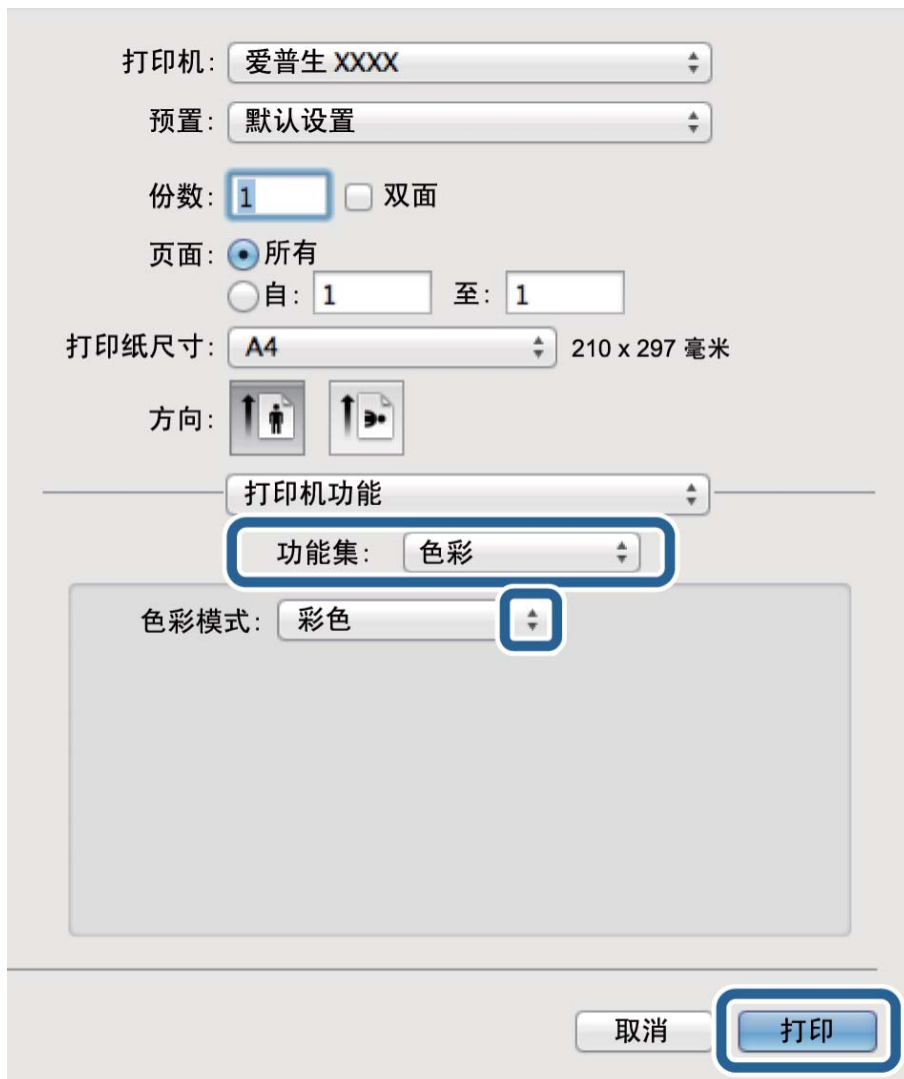 打印机: 爱普生 XXXX
预置: 默认设置
份数: 1 双面
页面: 所有
自: 1 至: 1
打印纸尺寸: A4 210 x 297 毫米
方向:
打印机功能
功能集: 色彩
色彩模式: 彩色
取消 打印